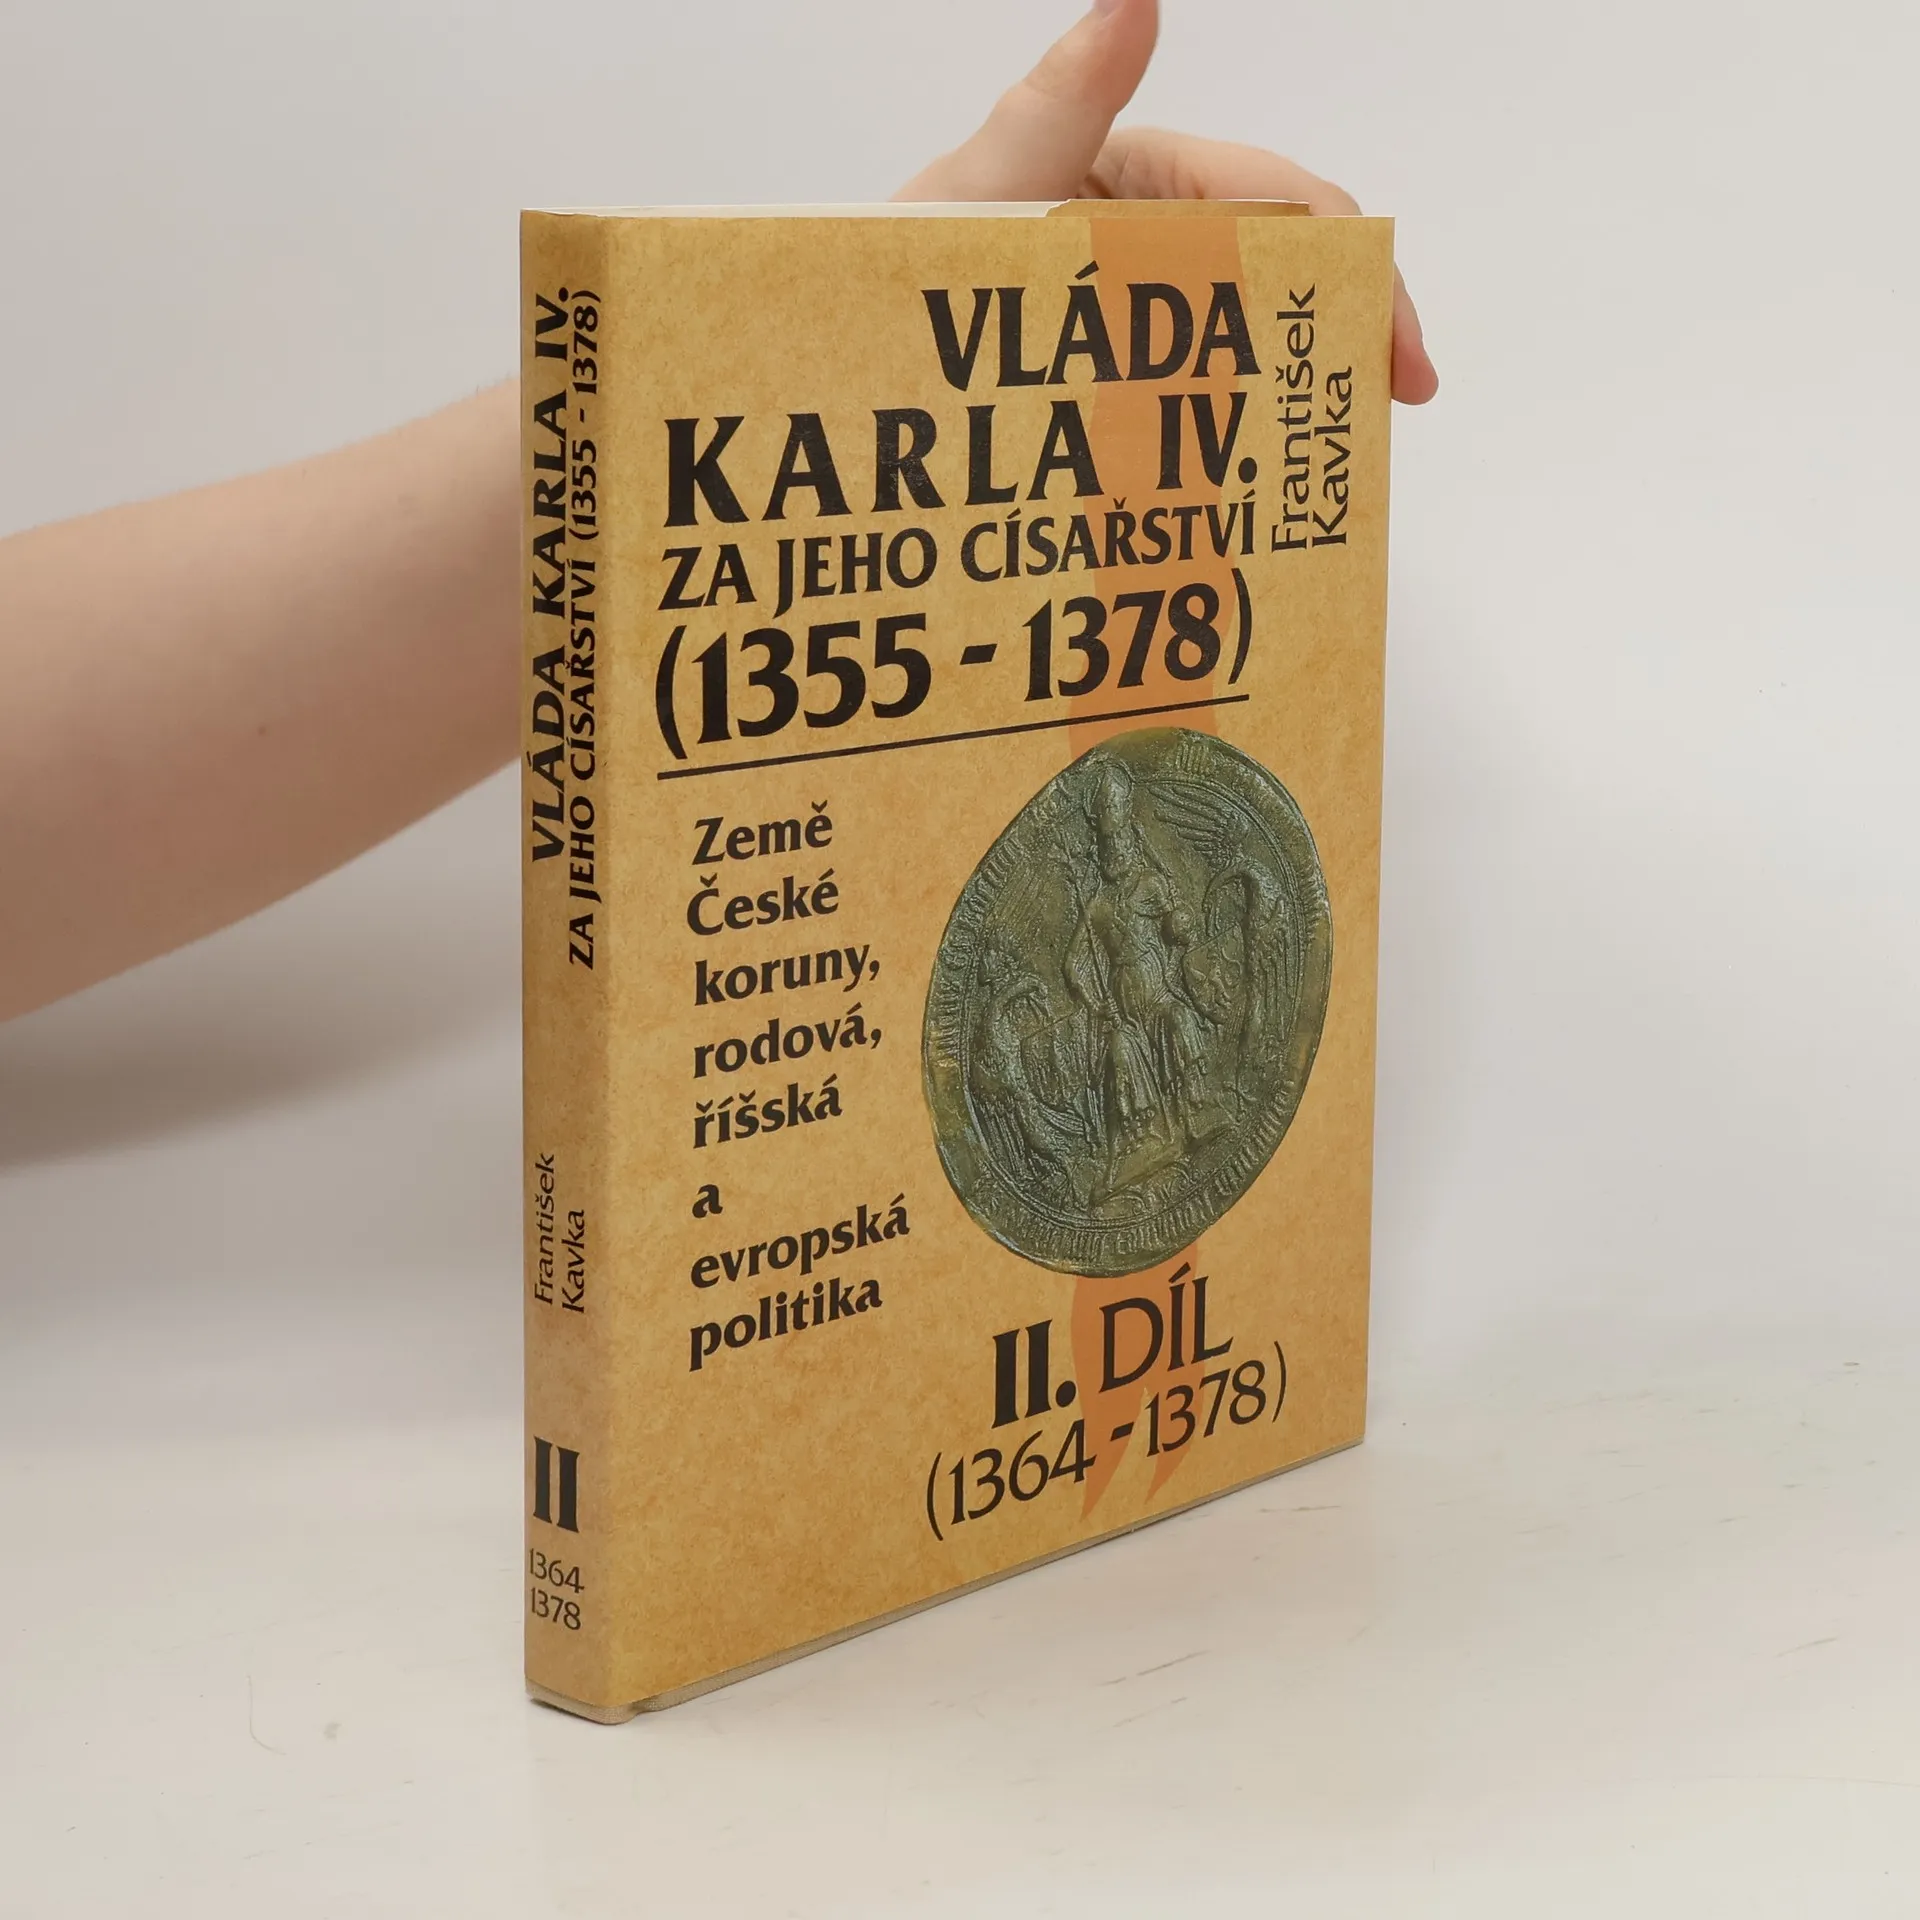 VLÁDA
KARLA IV.
ZA JEHO CÍSAŘSTVÍ
(1355 - 1378)
František
Kavka
Země
České
koruny,
rodová,
říšská
a
evropská
politika
II. DÍL
(1364 - 1378)
VLÁDA KARLA IV.
ZA JEHO CÍSAŘSTVÍ (1355 - 1378)
František
Kavka
II
1364
1378